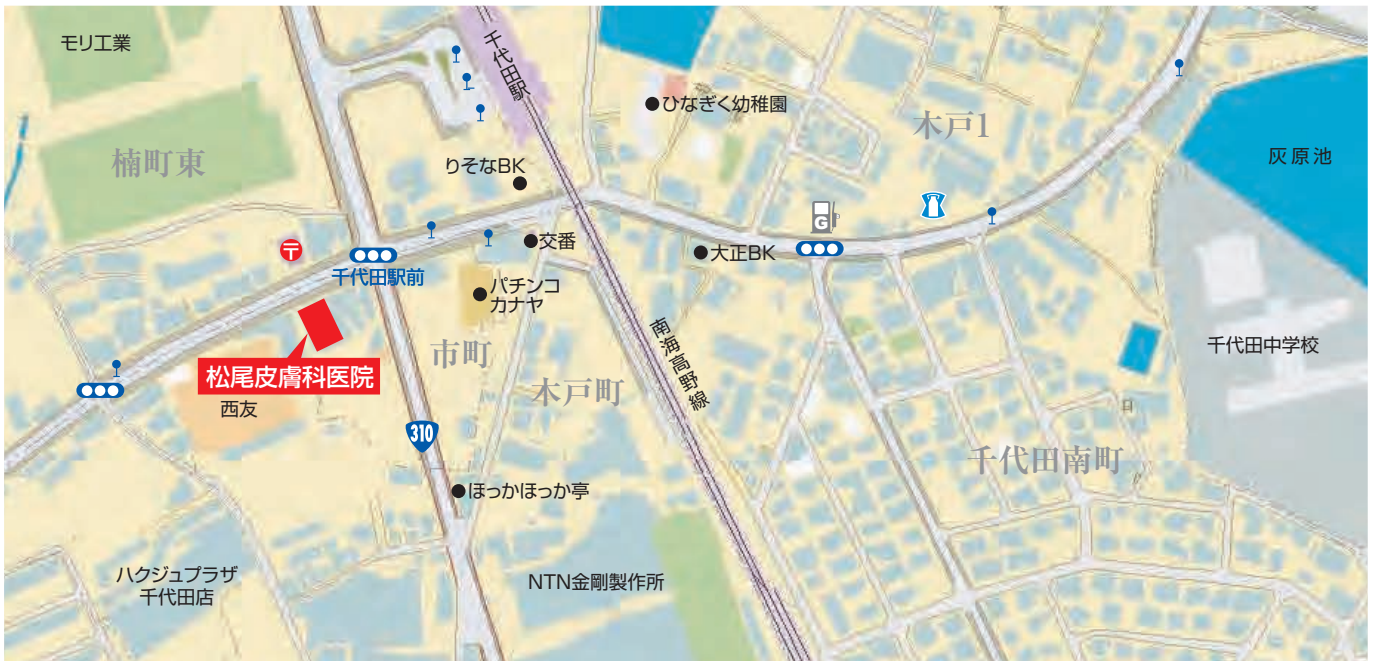 モリ工業
千代田駅
ひなぎく幼稚園
木戸1
楠町東
りそなBK
灰原池
〒
交番
G
大正BK
千代田駅前
パチンコ
カナヤ
南海高野線
千代田中学校
市町
松尾皮膚科医院
木戸町
西友
310
千代田南町
ほっかほっか亭
ハクジュプラザ
千代田店
NTN金剛製作所